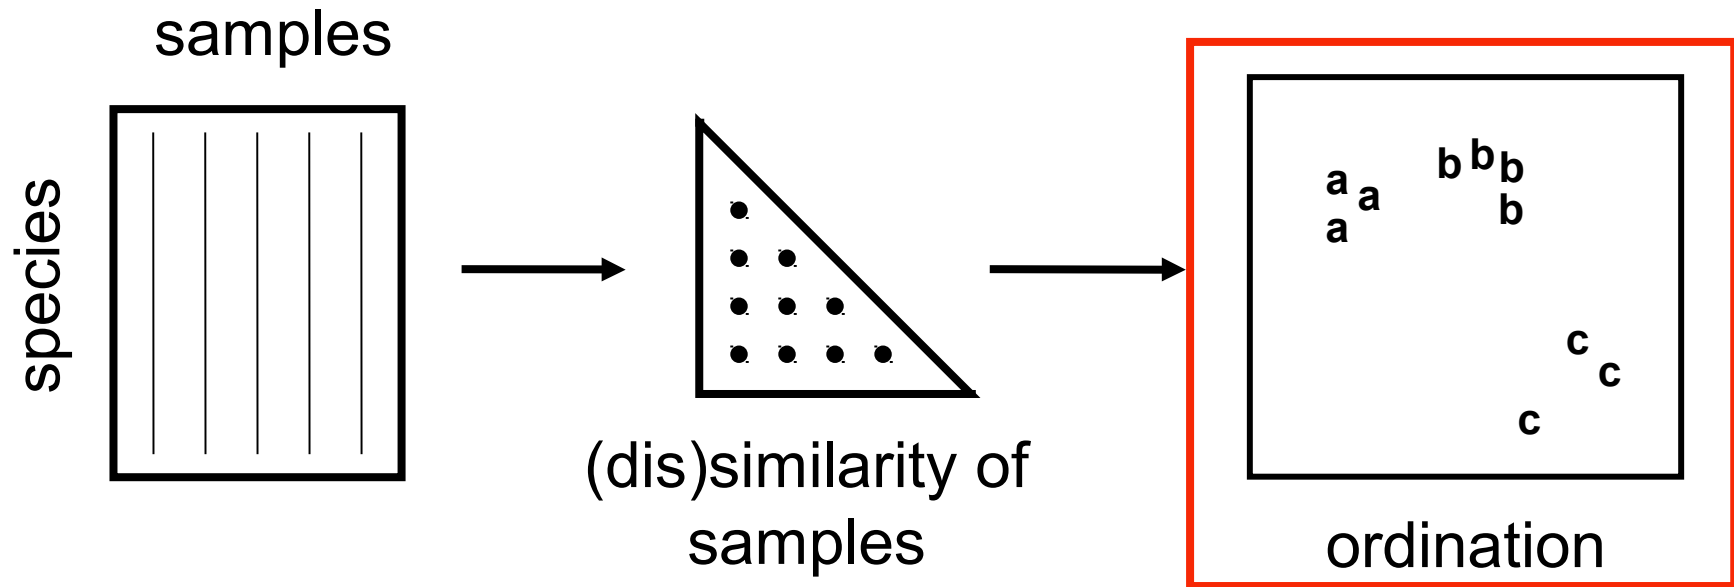 samples
species
(dis)similarity of
samples
a a
a
b b b
b
c
c
c
ordination